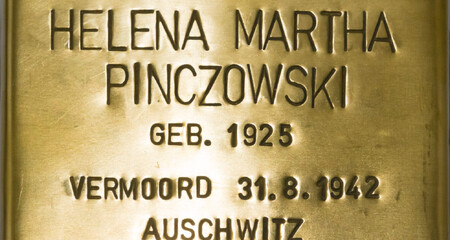 HELENA MARTHA
PINCZOWSKI
GEB. 1925
VERMOORD 31.8.1942
AUSCHWITZ